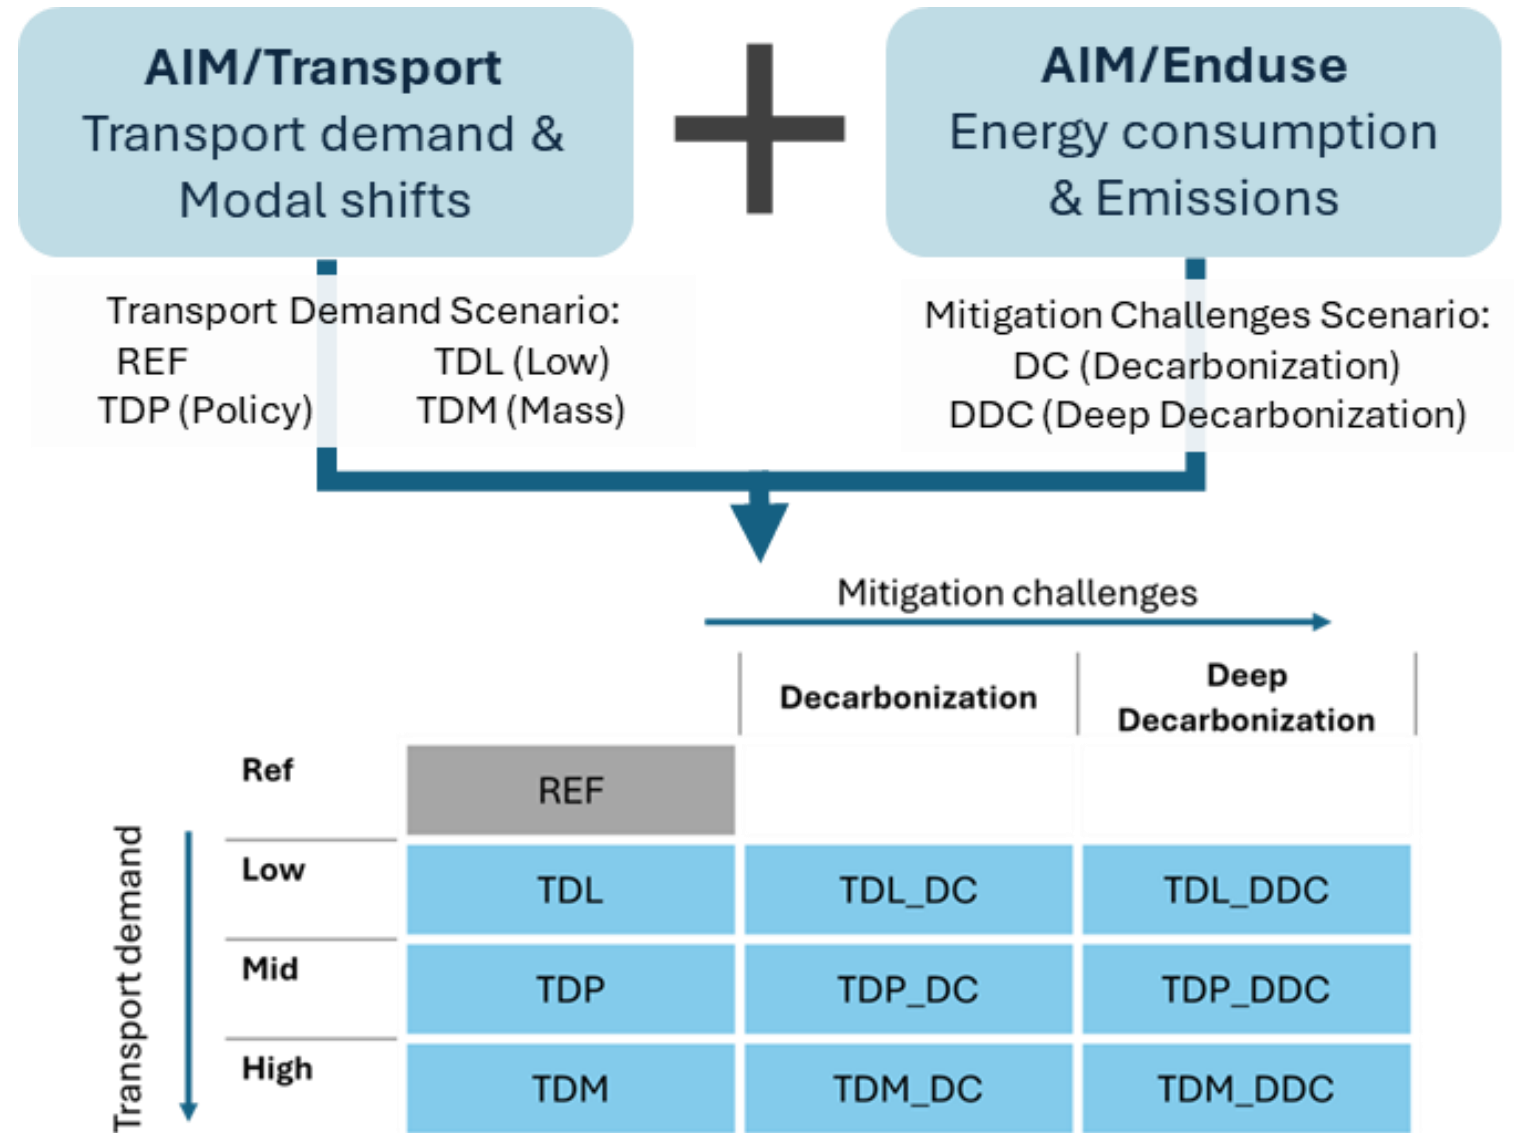 AIM/Transport
Transport demand &
Modal shifts
AIM/Enduse
Energy consumption
& Emissions
Transport Demand Scenario:
REF TDL (Low)
TDP (Policy) TDM (Mass)
Mitigation Challenges Scenario:
DC (Decarbonization)
DDC (Deep Decarbonization)
Mitigation challenges
Decarbonization
Deep
Decarbonization
Transport demand
Ref
REF
Low
TDL
TDL_DC
TDL_DDC
Mid
TDP
TDP_DC
TDP_DDC
High
TDM
TDM_DC
TDM_DDC